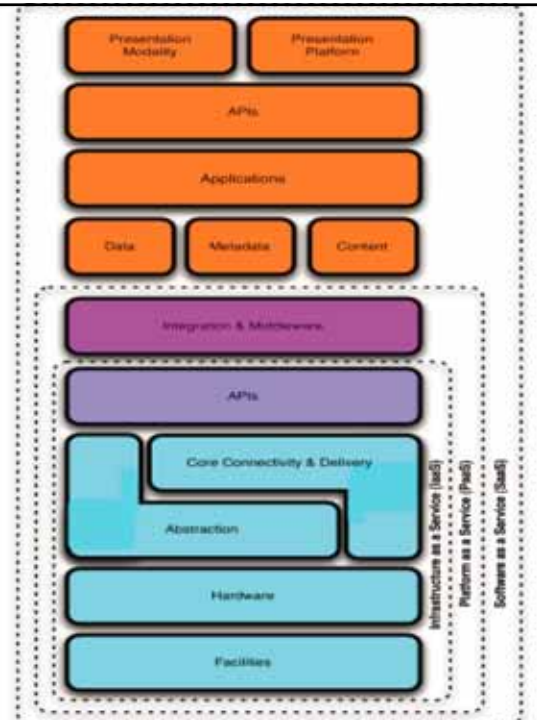 Presentation
Modality
Presentation
Platform
APIs
Applications
Data
Metadata
Content
Integration & Middleware
APIs
Core Connectivity & Delivery
Abstraction
Hardware
Facilities
Infrastructure as a Service (IaaS)
Platform as a Service (PaaS)
Software as a Service (SaaS)